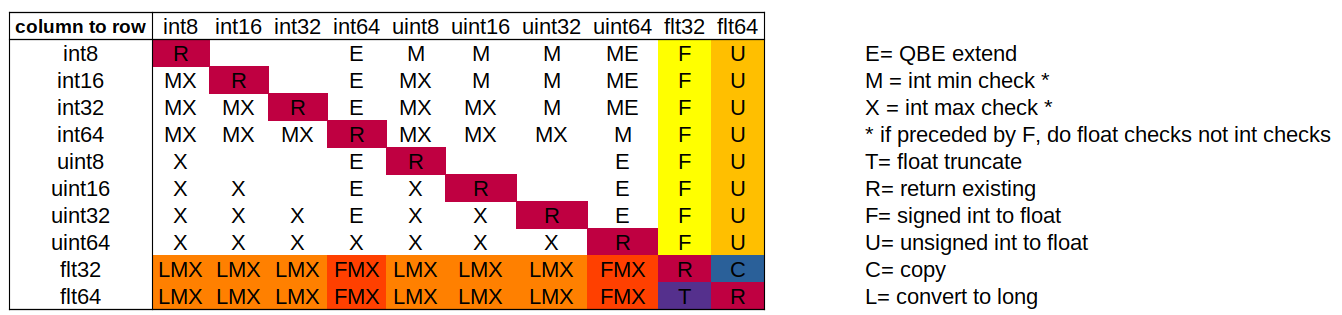 column to row int8 int16 int32 int64 uint8 uint16 uint32 uint64 flt32 flt64
int8 R E M M M ME F U E= QBE extend
int16 MX R E MX M M ME F U M = int min check *
int32 MX MX R E MX MX M ME F U X = int max check *
int64 MX MX MX R MX MX MX M F U * if preceded by F, do float checks not int checks
uint8 X E R E F U T= float truncate
uint16 X X E X R E F U R= return existing
uint32 X X X E X X R E F U F= signed int to float
uint64 X X X X X X X R F U U= unsigned int to float
flt32 LMX LMX LMX FMX LMX LMX LMX FMX R C C= copy
flt64 LMX LMX LMX FMX LMX LMX LMX FMX T R L= convert to long